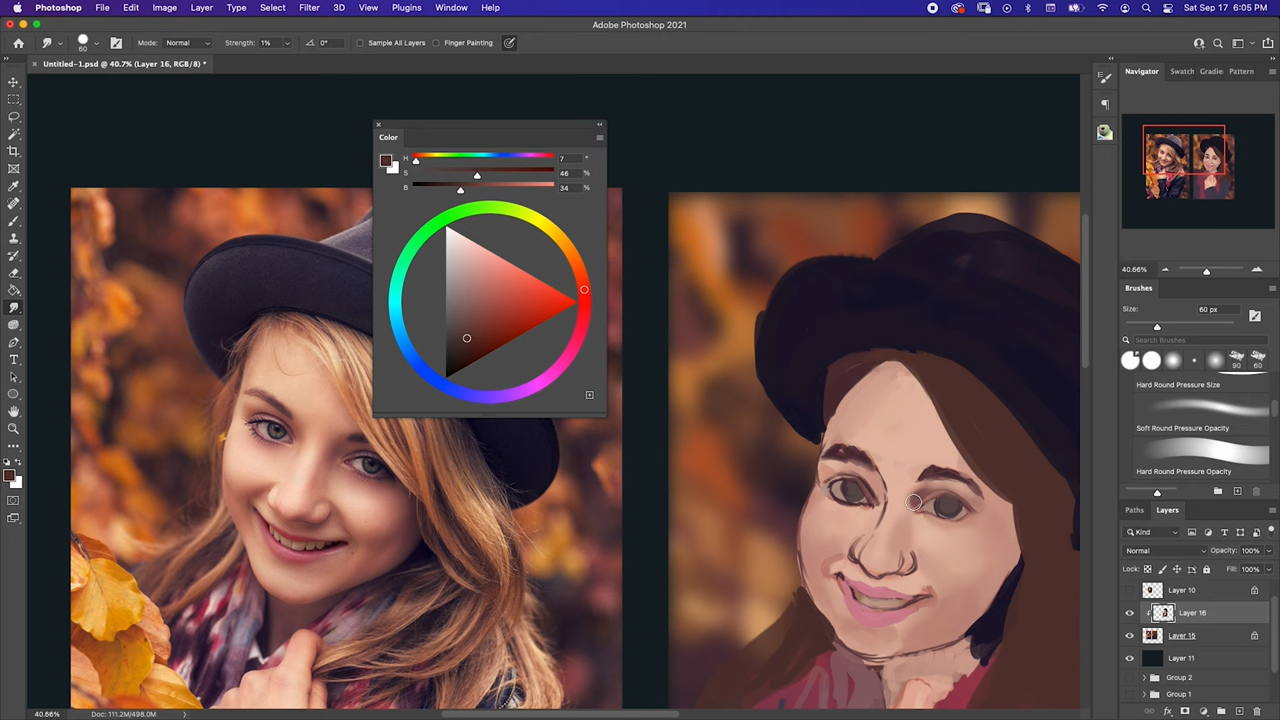 Photoshop File Edit Image Layer Type Select Filter 3D View Plugins Window Help Sat Sep 17 6:05 PM
Adobe Photoshop 2021
60 Mode: Normal Strength: 1% 0° Sample All Layers Finger Painting
Untitled-1.psd @ 40.7% (Layer 16, RGB/8) *
Navigator Swatch Gradie Pattern
Color
H 7 °
S 46 %
B 34 %
40.66%
Brushes
Size: 60 px
Search Brushes
90 60
Hard Round Pressure Size
Soft Round Pressure Opacity
Hard Round Pressure Opacity
Paths Layers
Kind
Normal Opacity: 100%
Lock: Fill: 100%
Layer 10
Layer 16
Layer 15
Layer 11
Group 2
Group 1
40.66% Doc: 111.2M/498.0M
fx